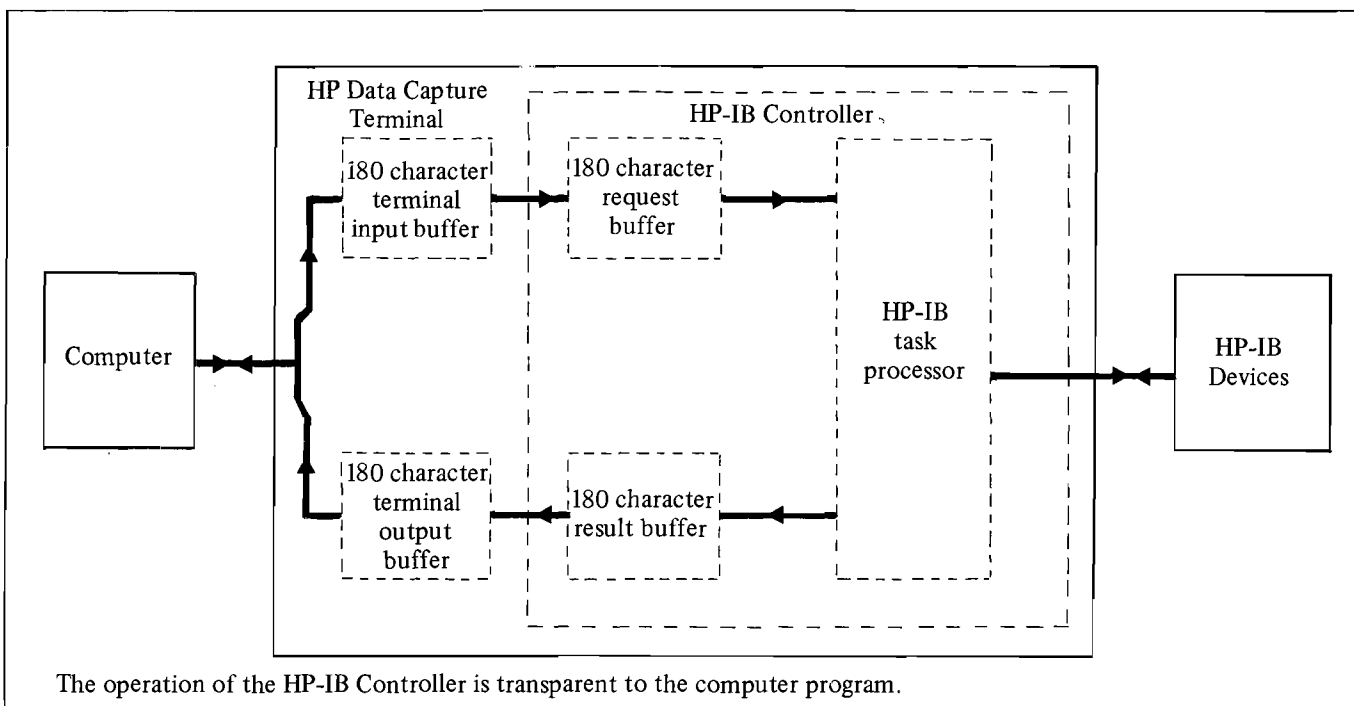 HP Data Capture
Terminal
HP-IB Controller
180 character
terminal
input buffer
180 character
request
buffer
Computer
HP-IB
task
processor
HP-IB
Devices
180 character
terminal
output
buffer
180 character
result buffer
The operation of the HP-IB Controller is transparent to the computer program.